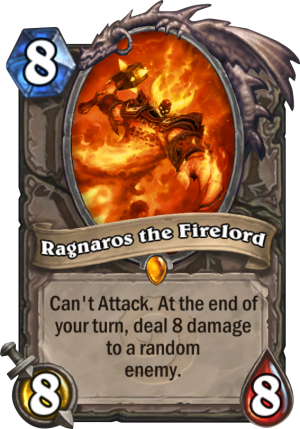 8
Ragnaros the Firelord
Can't Attack. At the end of
your turn, deal 8 damage
to a random
enemy.
8 8